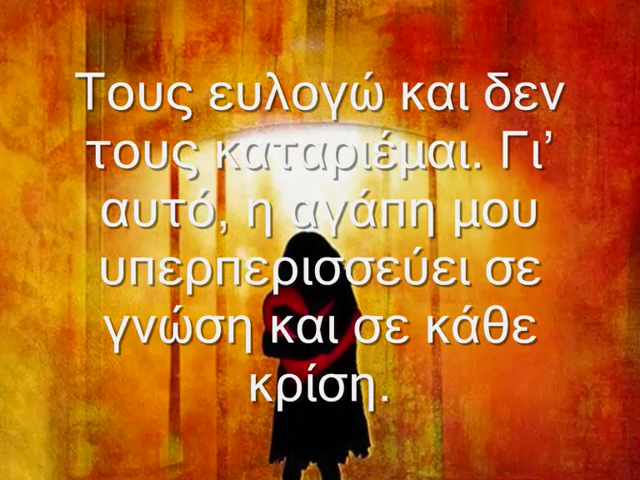 Τους ευλογώ και δεν
τους καταριέμαι. Γι’
αυτό, η αγάπη μου
υπερπερισσεύει σε
γνώση και σε κάθε
κρίση.